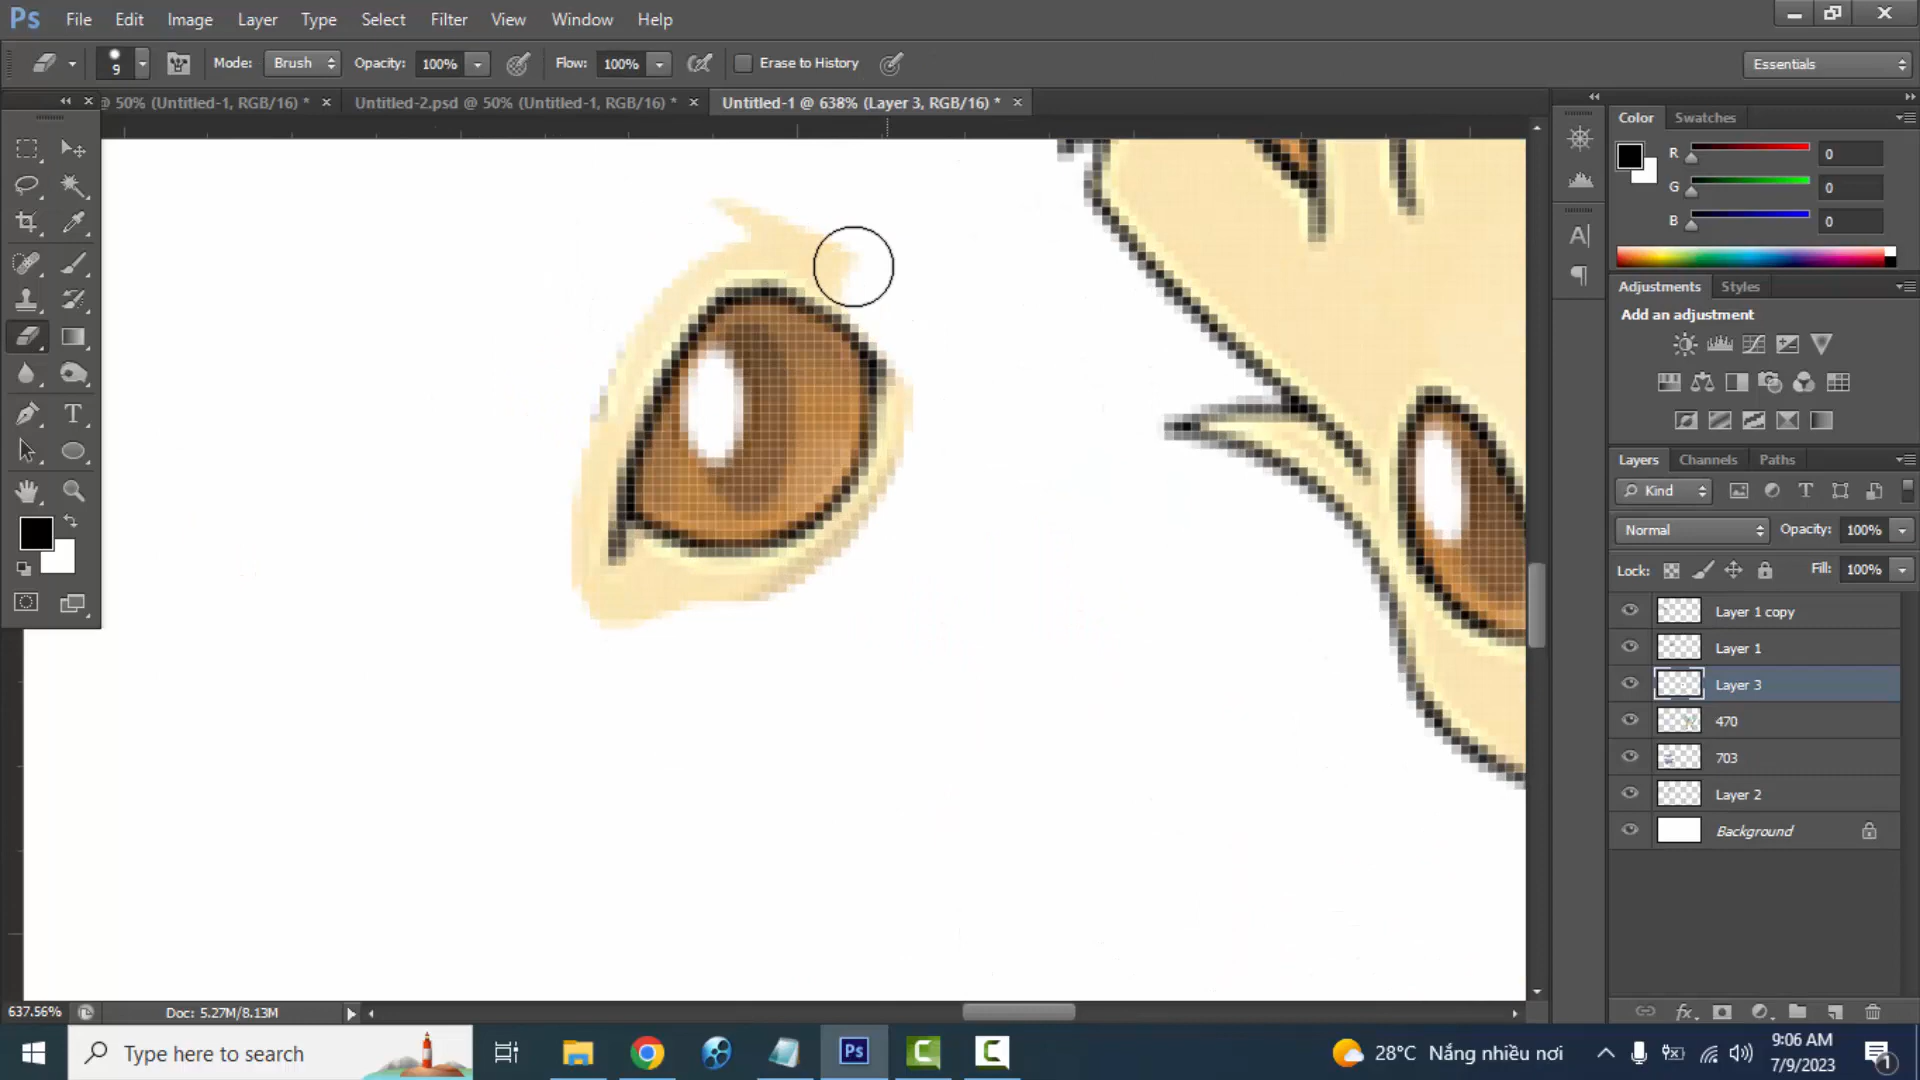 Ps File Edit Image Layer Type Select Filter View Window Help
9 Mode: Brush Opacity: 100% Flow: 100% Erase to History Essentials
@ 50% (Untitled-1, RGB/16) * × Untitled-2.psd @ 50% (Untitled-1, RGB/16) * × Untitled-1 @ 638% (Layer 3, RGB/16) * ×
Color Swatches
R 0
G 0
B 0
Adjustments Styles
Add an adjustment
Layers Channels Paths
Kind
Normal Opacity: 100%
Lock: Fill: 100%
Layer 1 copy
Layer 1
Layer 3
470
703
Layer 2
Background
637.56% Doc: 5.27M/8.13M
Type here to search
Ps
28°C Nắng nhiều nơi
9:06 AM
7/9/2023
1